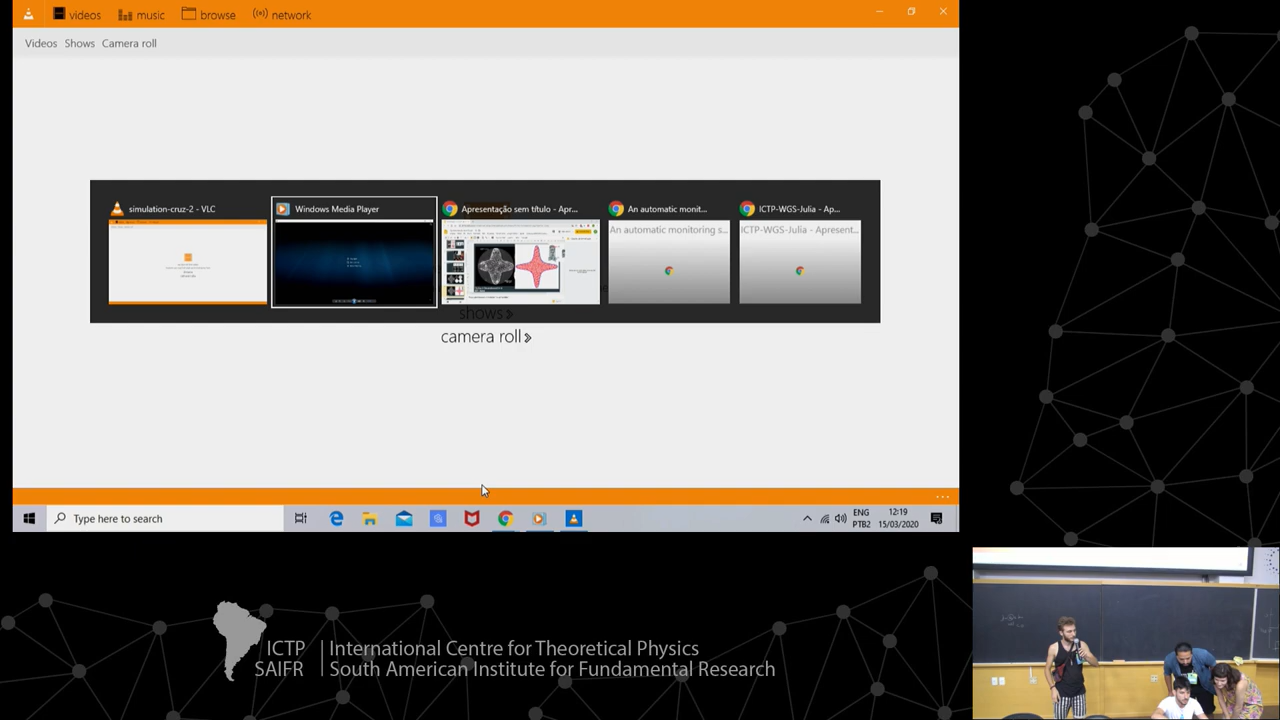 videos music browse network
Videos Shows Camera roll
simulation-cruz-2 - VLC
Windows Media Player
Apresentação sem título - Apr...
An automatic monit...
ICTP-WGS-Julia - Ap...
An automatic monitoring s...
ICTP-WGS-Julia - Apresent...
shows
camera roll
Type here to search
ENG
PTB2
12:19
15/03/2020
ICTP
SAIFR
International Centre for Theoretical Physics
South American Institute for Fundamental Research